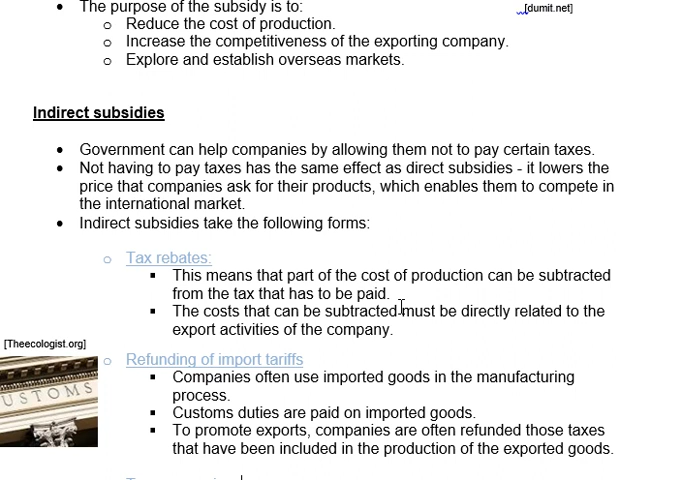 The purpose of the subsidy is to:
[dumit.net]
Reduce the cost of production.
Increase the competitiveness of the exporting company.
Explore and establish overseas markets.
Indirect subsidies
Government can help companies by allowing them not to pay certain taxes.
Not having to pay taxes has the same effect as direct subsidies - it lowers the
price that companies ask for their products, which enables them to compete in
the international market.
Indirect subsidies take the following forms:
Tax rebates:
This means that part of the cost of production can be subtracted
from the tax that has to be paid.
The costs that can be subtracted must be directly related to the
export activities of the company.
[Theecologist.org]
USTOMS
Refunding of import tariffs
Companies often use imported goods in the manufacturing
process.
Customs duties are paid on imported goods.
To promote exports, companies are often refunded those taxes
that have been included in the production of the exported goods.